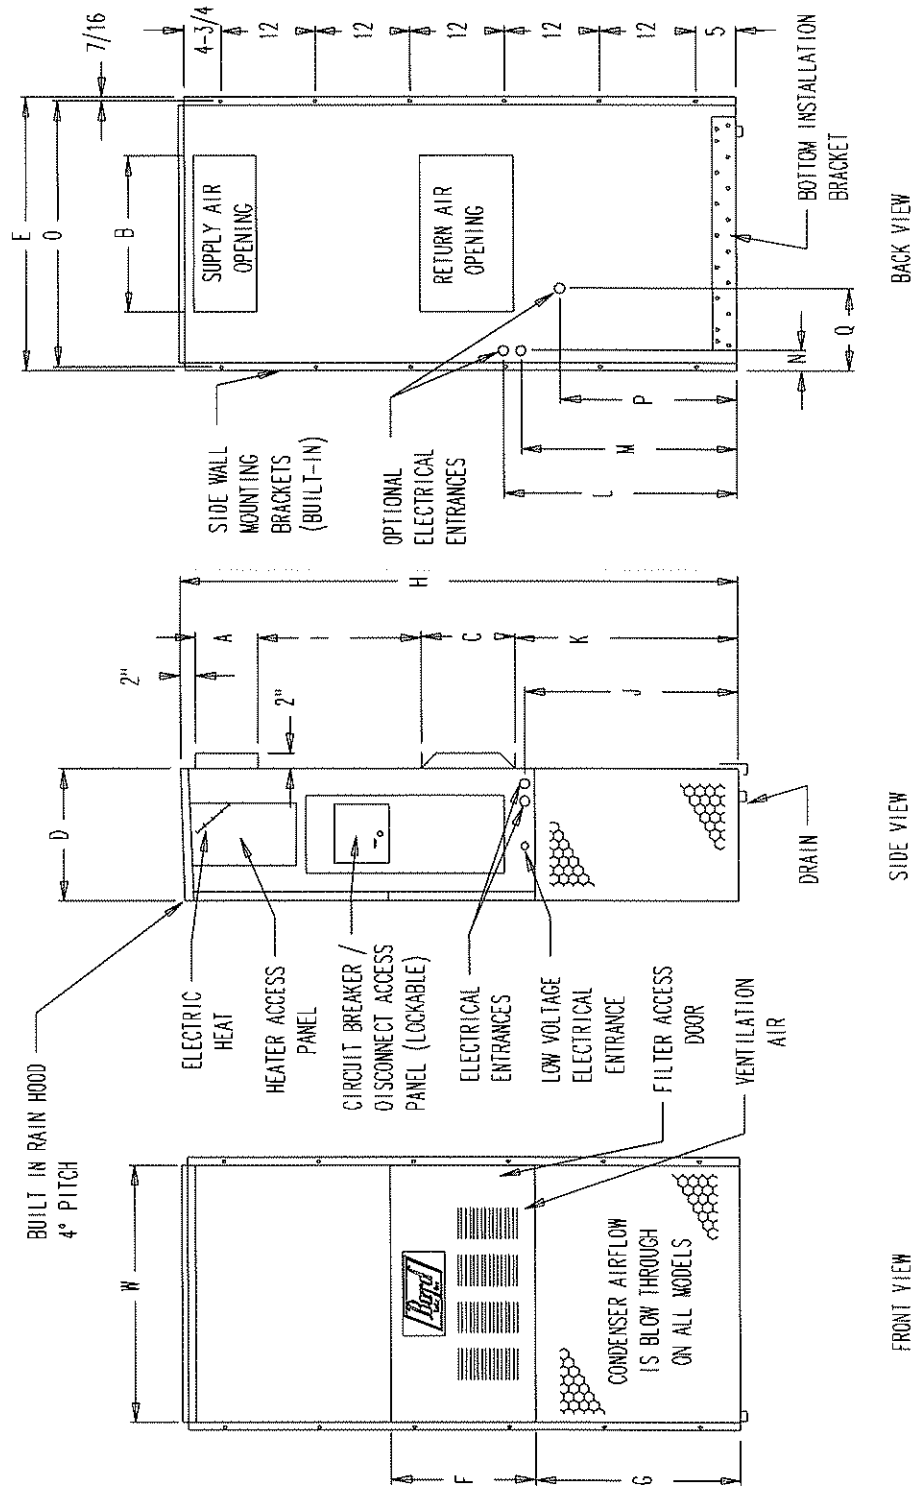 BUILT IN RAIN HOOD
4° PITCH
W
F
G
Bard
CONDENSER AIRFLOW
IS BLOW THROUGH
ON ALL MODELS
FRONT VIEW
ELECTRIC
HEAT
HEATER ACCESS
PANEL
CIRCUIT BREAKER /
DISCONNECT ACCESS
PANEL (LOCKABLE)
ELECTRICAL
ENTRANCES
LOW VOLTAGE
ELECTRICAL
ENTRANCE
FILTER ACCESS
DOOR
VENTILATION
AIR
D
2"
A
2"
I
C
K
J
H
DRAIN
SIDE VIEW
SIDE WALL
MOUNTING
BRACKETS
(BUILT-IN)
OPTIONAL
ELECTRICAL
ENTRANCES
E
O
B
7/16
SUPPLY AIR
OPENING
RETURN AIR
OPENING
4-3/4
12
12
12
12
12
5
L
M
P
N
Q
BOTTOM INSTALLATION
BRACKET
BACK VIEW